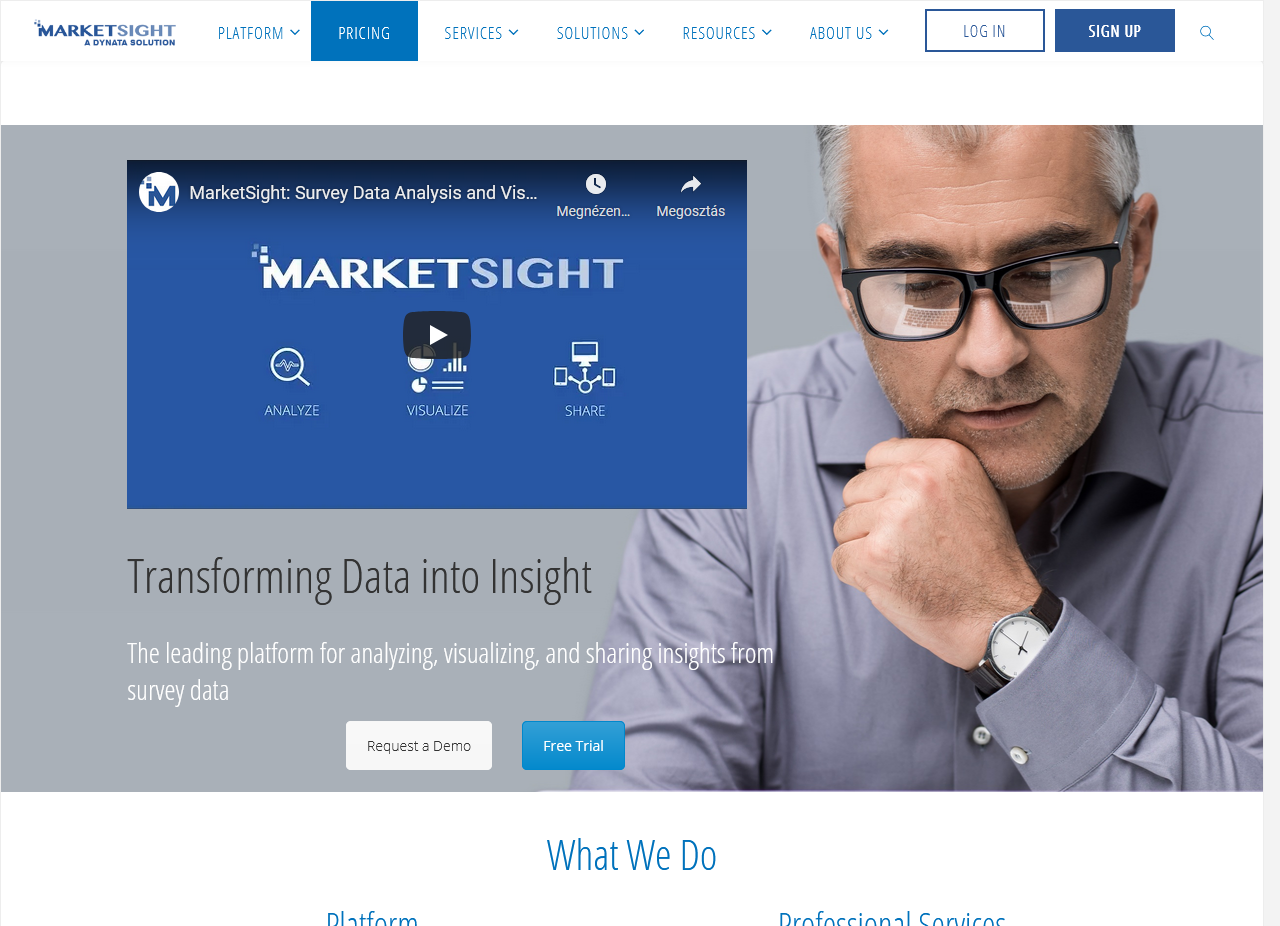 MARKETSIGHT
A DYNATA SOLUTION
PLATFORM
PRICING
SERVICES
SOLUTIONS
RESOURCES
ABOUT US
LOG IN
SIGN UP
M
MarketSight: Survey Data Analysis and Vis...
Megnézen...
Megosztás
MARKETSIGHT
ANALYZE
VISUALIZE
SHARE
Transforming Data into Insight
The leading platform for analyzing, visualizing, and sharing insights from
survey data
Request a Demo
Free Trial
What We Do
Platform
Professional Services